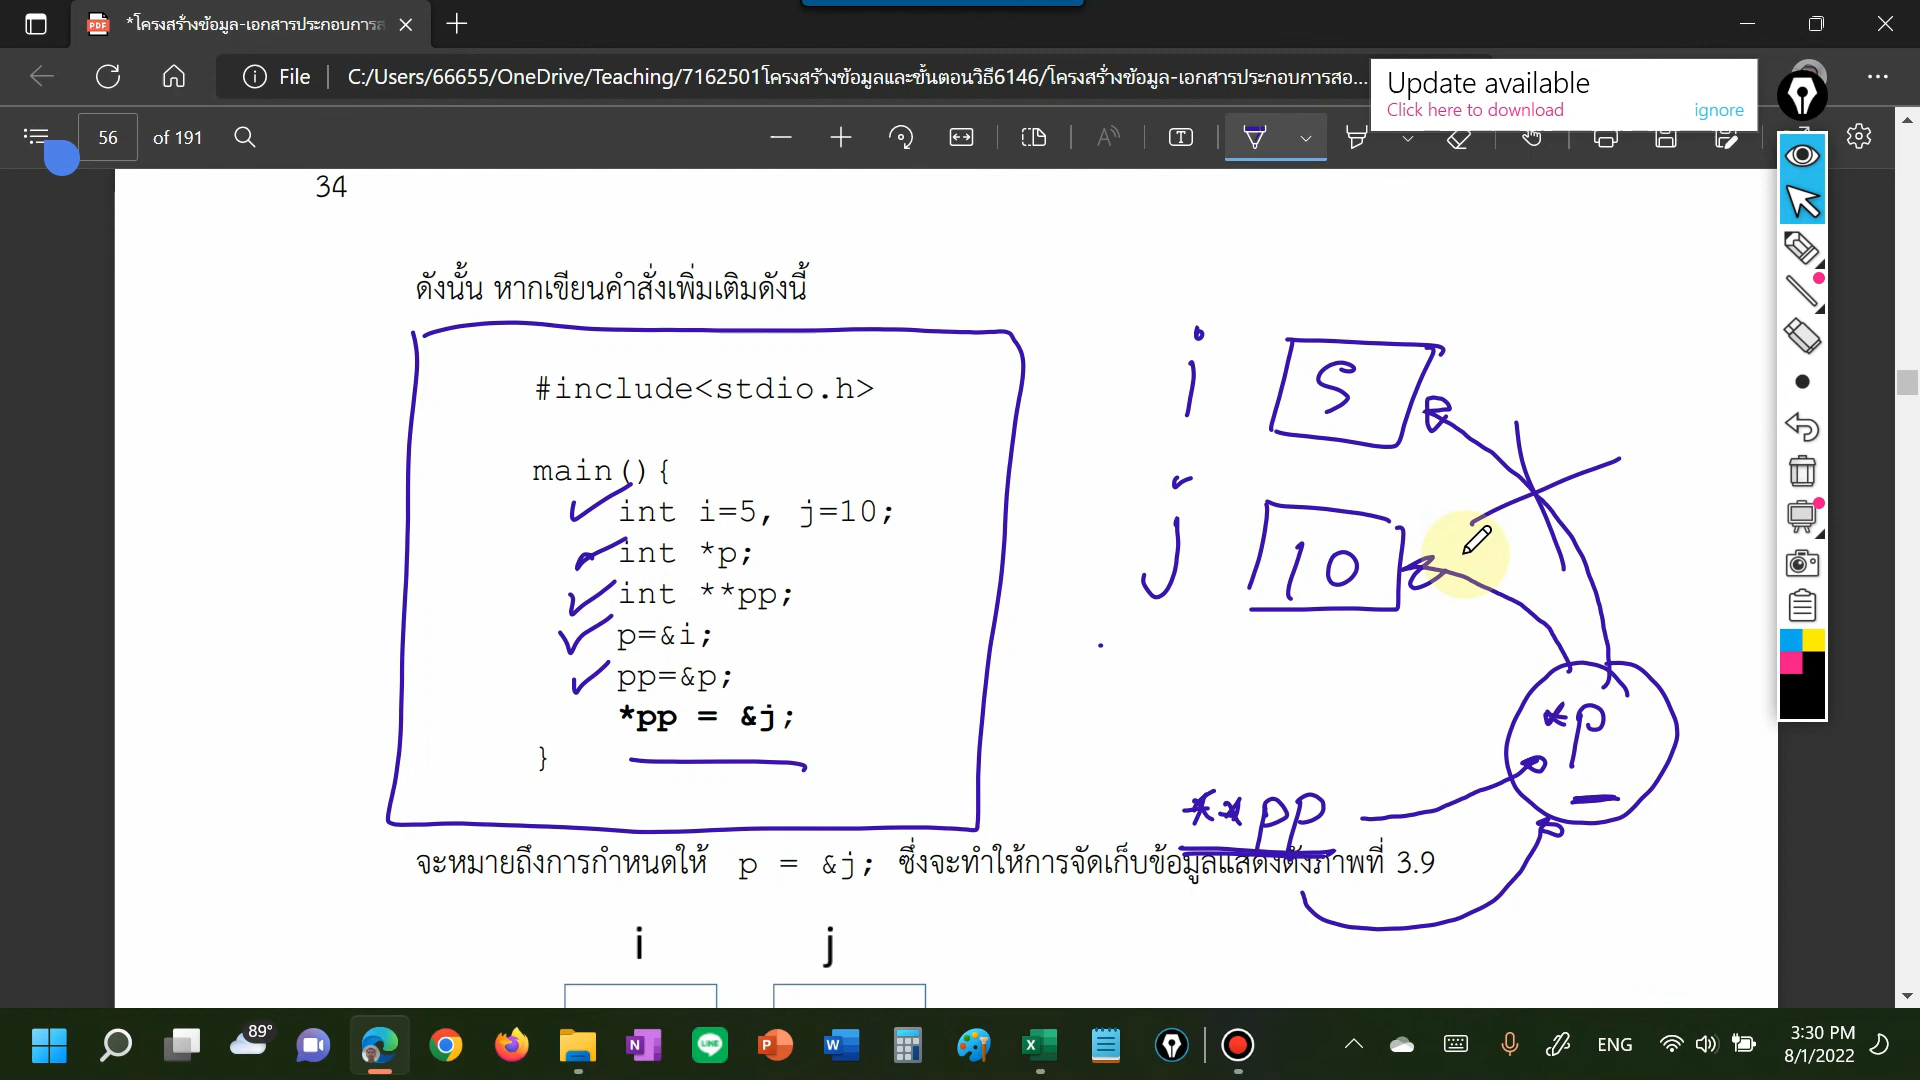 *โครงสร้างข้อมูล-เอกสารประกอบการส
File
C:/Users/66655/OneDrive/Teaching/7162501โครงสร้างข้อมูลและขั้นตอนวิธี6146/โครงสร้างข้อมูล-เอกสารประกอบการสอ...
Update available
Click here to download
ignore
56
of 191
34
ดังนั้น หากเขียนคำสั่งเพิ่มเติมดังนี้
#include<stdio.h>
main(){
int i=5, j=10;
int *p;
int **pp;
p=&i;
pp=&p;
*pp = &j;
}
i
5
j
10
*p
**pp
จะหมายถึงการกำหนดให้ p = &j; ซึ่งจะทำให้การจัดเก็บข้อมูลแสดงดังภาพที่ 3.9
i
j
89°
ENG
3:30 PM
8/1/2022